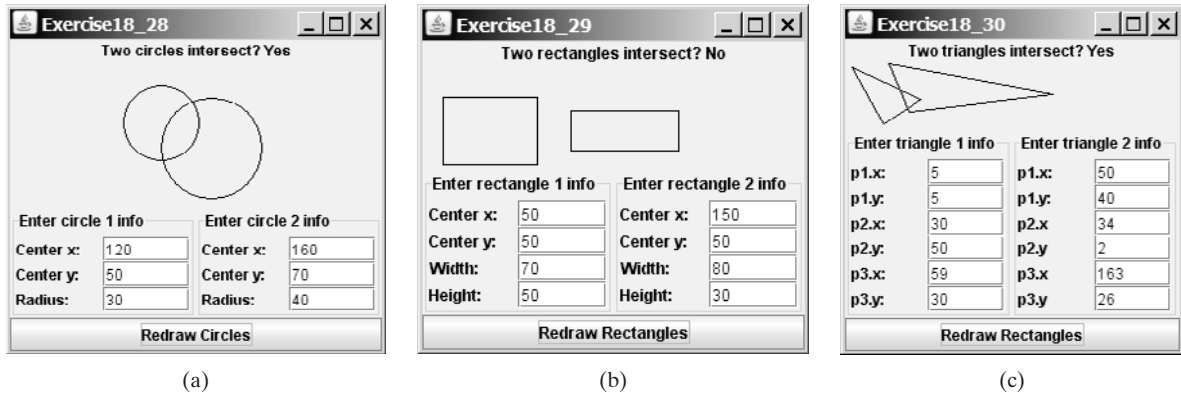 Exercise18_28
Two circles intersect? Yes
Enter circle 1 info
Enter circle 2 info
Center x: 120
Center x: 160
Center y: 50
Center y: 70
Radius: 30
Radius: 40
Redraw Circles
(a)
Exercise18_29
Two rectangles intersect? No
Enter rectangle 1 info
Enter rectangle 2 info
Center x: 50
Center x: 150
Center y: 50
Center y: 50
Width: 70
Width: 80
Height: 50
Height: 30
Redraw Rectangles
(b)
Exercise18_30
Two triangles intersect? Yes
Enter triangle 1 info
Enter triangle 2 info
p1.x: 5
p1.x: 50
p1.y: 5
p1.y: 40
p2.x: 30
p2.x 34
p2.y: 50
p2.y 2
p3.x: 59
p3.x 163
p3.y: 30
p3.y 26
Redraw Rectangles
(c)